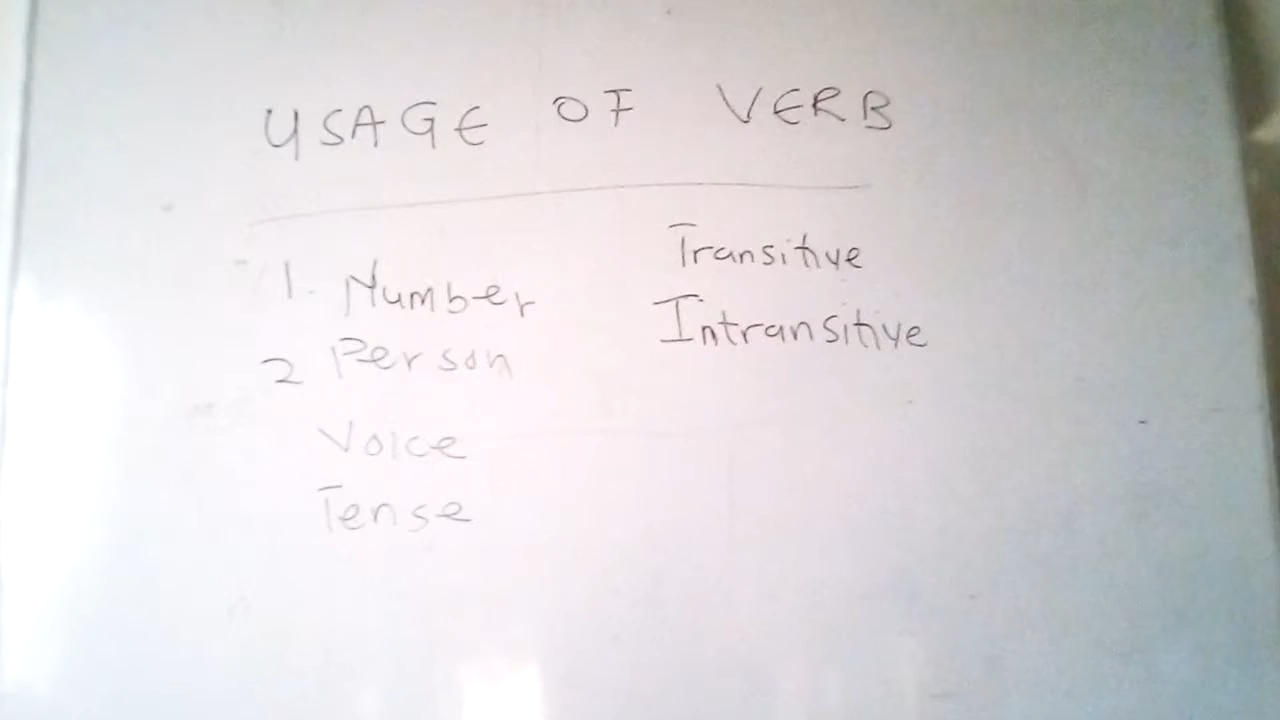 USAGE OF VERB
1. Number
2 Person
Voice
Tense
Transitive
Intransitive